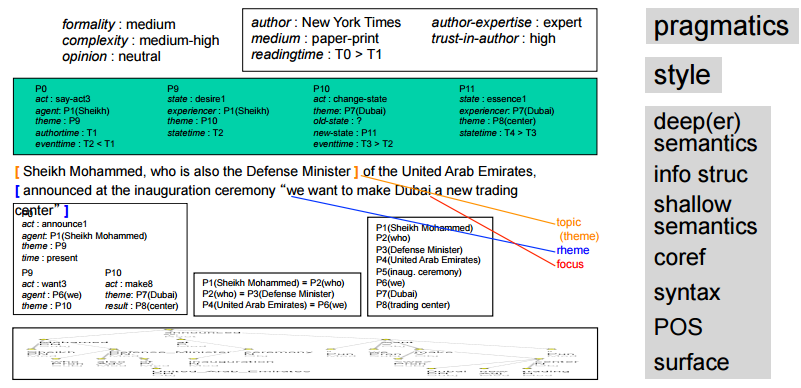 formality : medium
complexity : medium-high
opinion : neutral
author : New York Times
medium : paper-print
readingtime : T0 > T1
author-expertise : expert
trust-in-author : high
pragmatics
style
deep(er)
semantics
info struc
shallow
semantics
coref
syntax
POS
surface
P0
act : say-act3
agent: P1(Sheikh)
theme : P9
authortime : T1
eventtime : T2 < T1
P9
state : desire1
experiencer : P1(Sheikh)
theme : P10
statetime : T2
P10
act : change-state
theme: P7(Dubai)
old-state : ?
new-state : P11
eventtime : T3 > T2
P11
state : essence1
experiencer: P7(Dubai)
theme : P8(center)
statetime : T4 > T3
[ Sheikh Mohammed, who is also the Defense Minister ] of the United Arab Emirates,
[ announced at the inauguration ceremony “we want to make Dubai a new trading
center” ]
topic
(theme)
rheme
focus
act : announce1
agent: P1(Sheikh Mohammed)
theme : P9
time : present
P9
act : want3
agent : P6(we)
theme : P10
P10
act : make8
theme: P7(Dubai)
result : P8(center)
P1(Sheikh Mohammed) = P2(who)
P2(who) = P3(Defense Minister)
P4(United Arab Emirates) = P6(we)
P1(Sheikh Mohammed)
P2(who)
P3(Defense Minister)
P4(United Arab Emirates)
P5(inaug. ceremony)
P6(we)
P7(Dubai)
P8(trading center)
announced